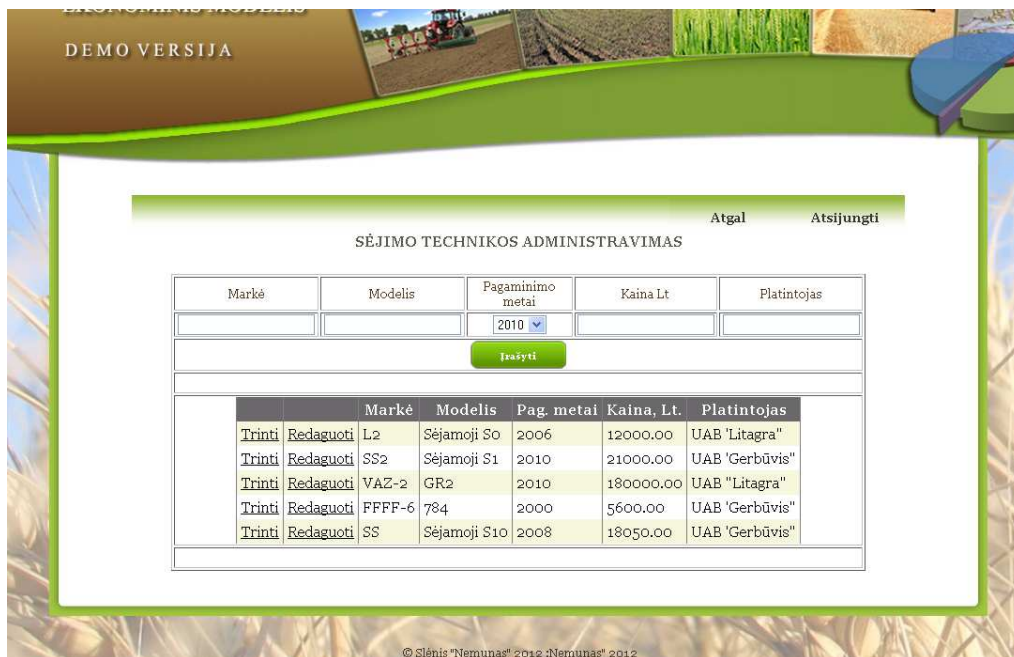 EKONOMINIS MODELIS
DEMO VERSIJA
Atgal Atsijungti
SĖJIMO TECHNIKOS ADMINISTRAVIMAS
Markė Modelis Pagaminimo metai Kaina Lt Platintojas
2010
Įrašyti
Markė Modelis Pag. metai Kaina, Lt. Platintojas
Trinti Redaguoti L2 Sėjamoji S0 2006 12000.00 UAB 'Litagra"
Trinti Redaguoti SS2 Sėjamoji S1 2010 21000.00 UAB 'Gerbūvis"
Trinti Redaguoti VAZ-2 GR2 2010 180000.00 UAB "Litagra"
Trinti Redaguoti FFFF-6 784 2000 5600.00 UAB 'Gerbūvis"
Trinti Redaguoti SS Sėjamoji S10 2008 18050.00 UAB 'Gerbūvis"
© Slėnis "Nemunas" 2012 ;Nemunas" 2012